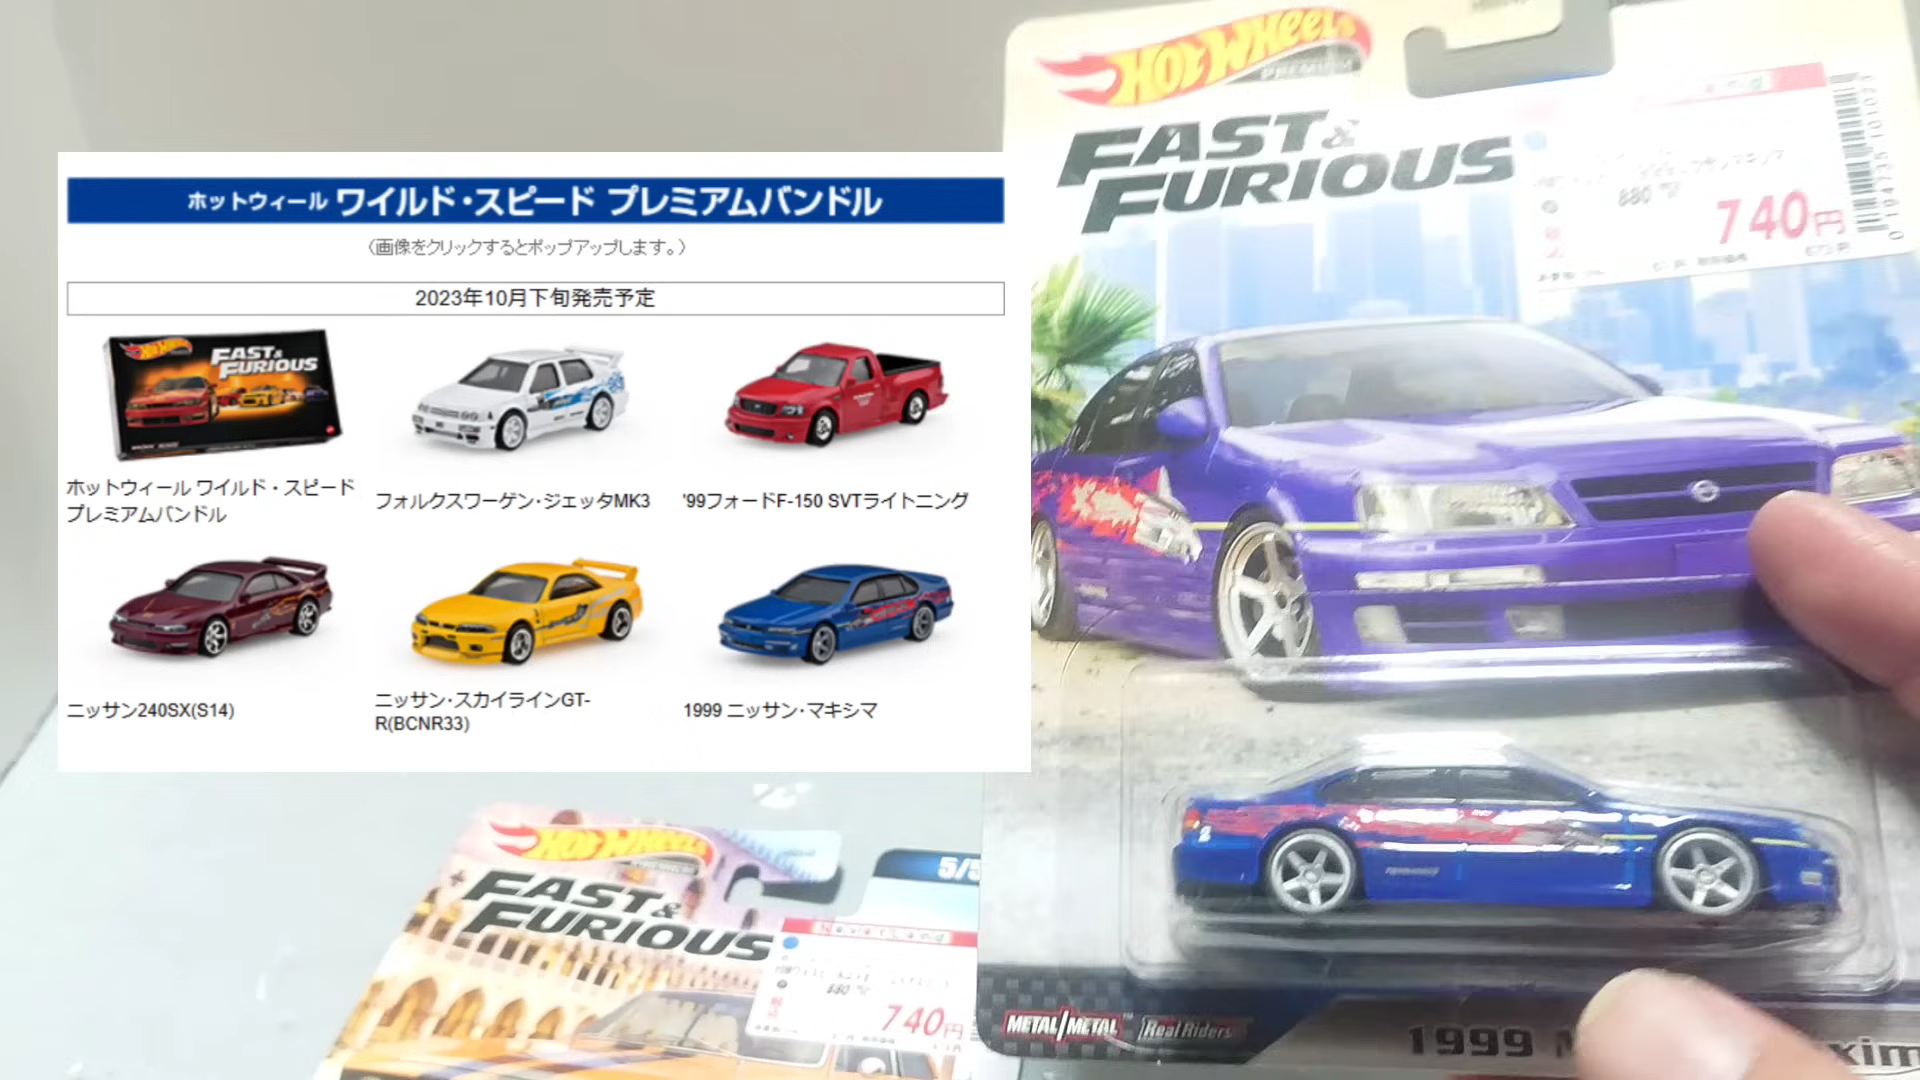 ホットウィール ワイルド・スピード プレミアムバンドル
〈画像をクリックするとポップアップします。〉
2023年10月下旬発売予定
ホットウィール ワイルド・スピード
プレミアムバンドル
フォルクスワーゲン・ジェッタMK3
'99フォードF-150 SVTライトニング
ニッサン240SX(S14)
ニッサン・スカイラインGT-
R(BCNR33)
1999 ニッサン・マキシマ
Hot Wheels
FAST &
FURIOUS
Hot Wheels
PREMIUM
FAST &
FURIOUS
880
740円
METAL/METAL
Real Riders
1999
Hot Wheels
FAST &
FURIOUS
5/5
880
740円